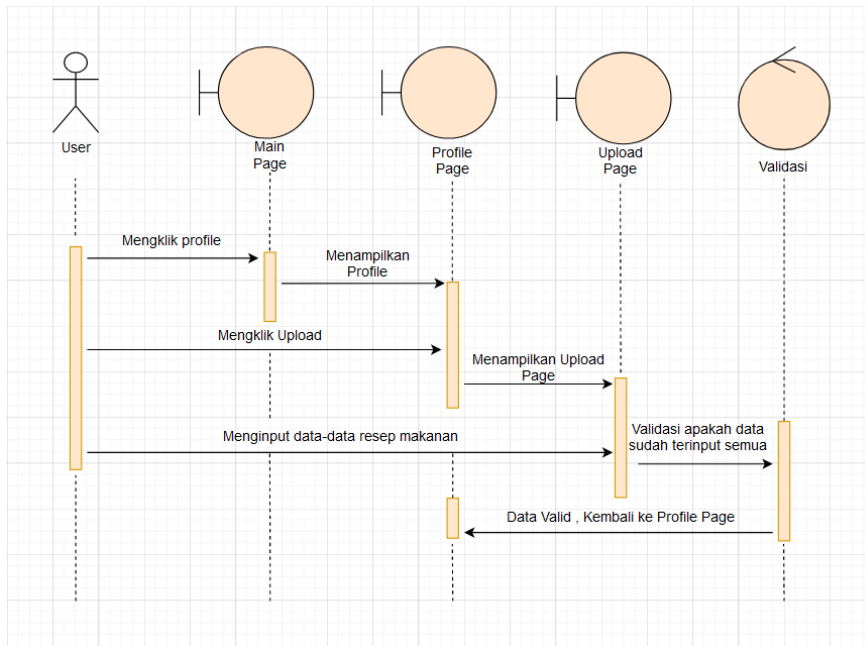 User
Main
Page
Profile
Page
Upload
Page
Validasi
Mengklik profile
Menampilkan
Profile
Mengklik Upload
Menampilkan Upload
Page
Menginput data-data resep makanan
Validasi apakah data
sudah terinput semua
Data Valid , Kembali ke Profile Page